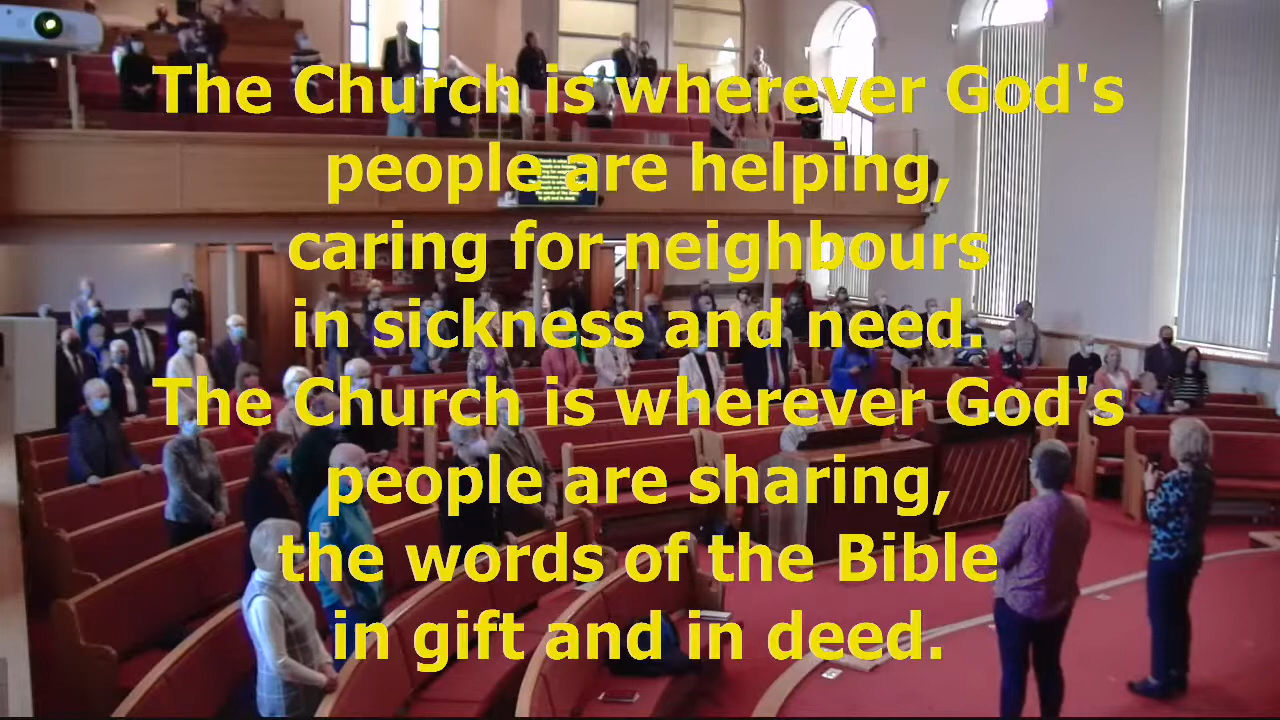 The Church is wherever God's
people are helping,
caring for neighbours
in sickness and need.
The Church is wherever God's
people are sharing,
the words of the Bible
in gift and in deed.